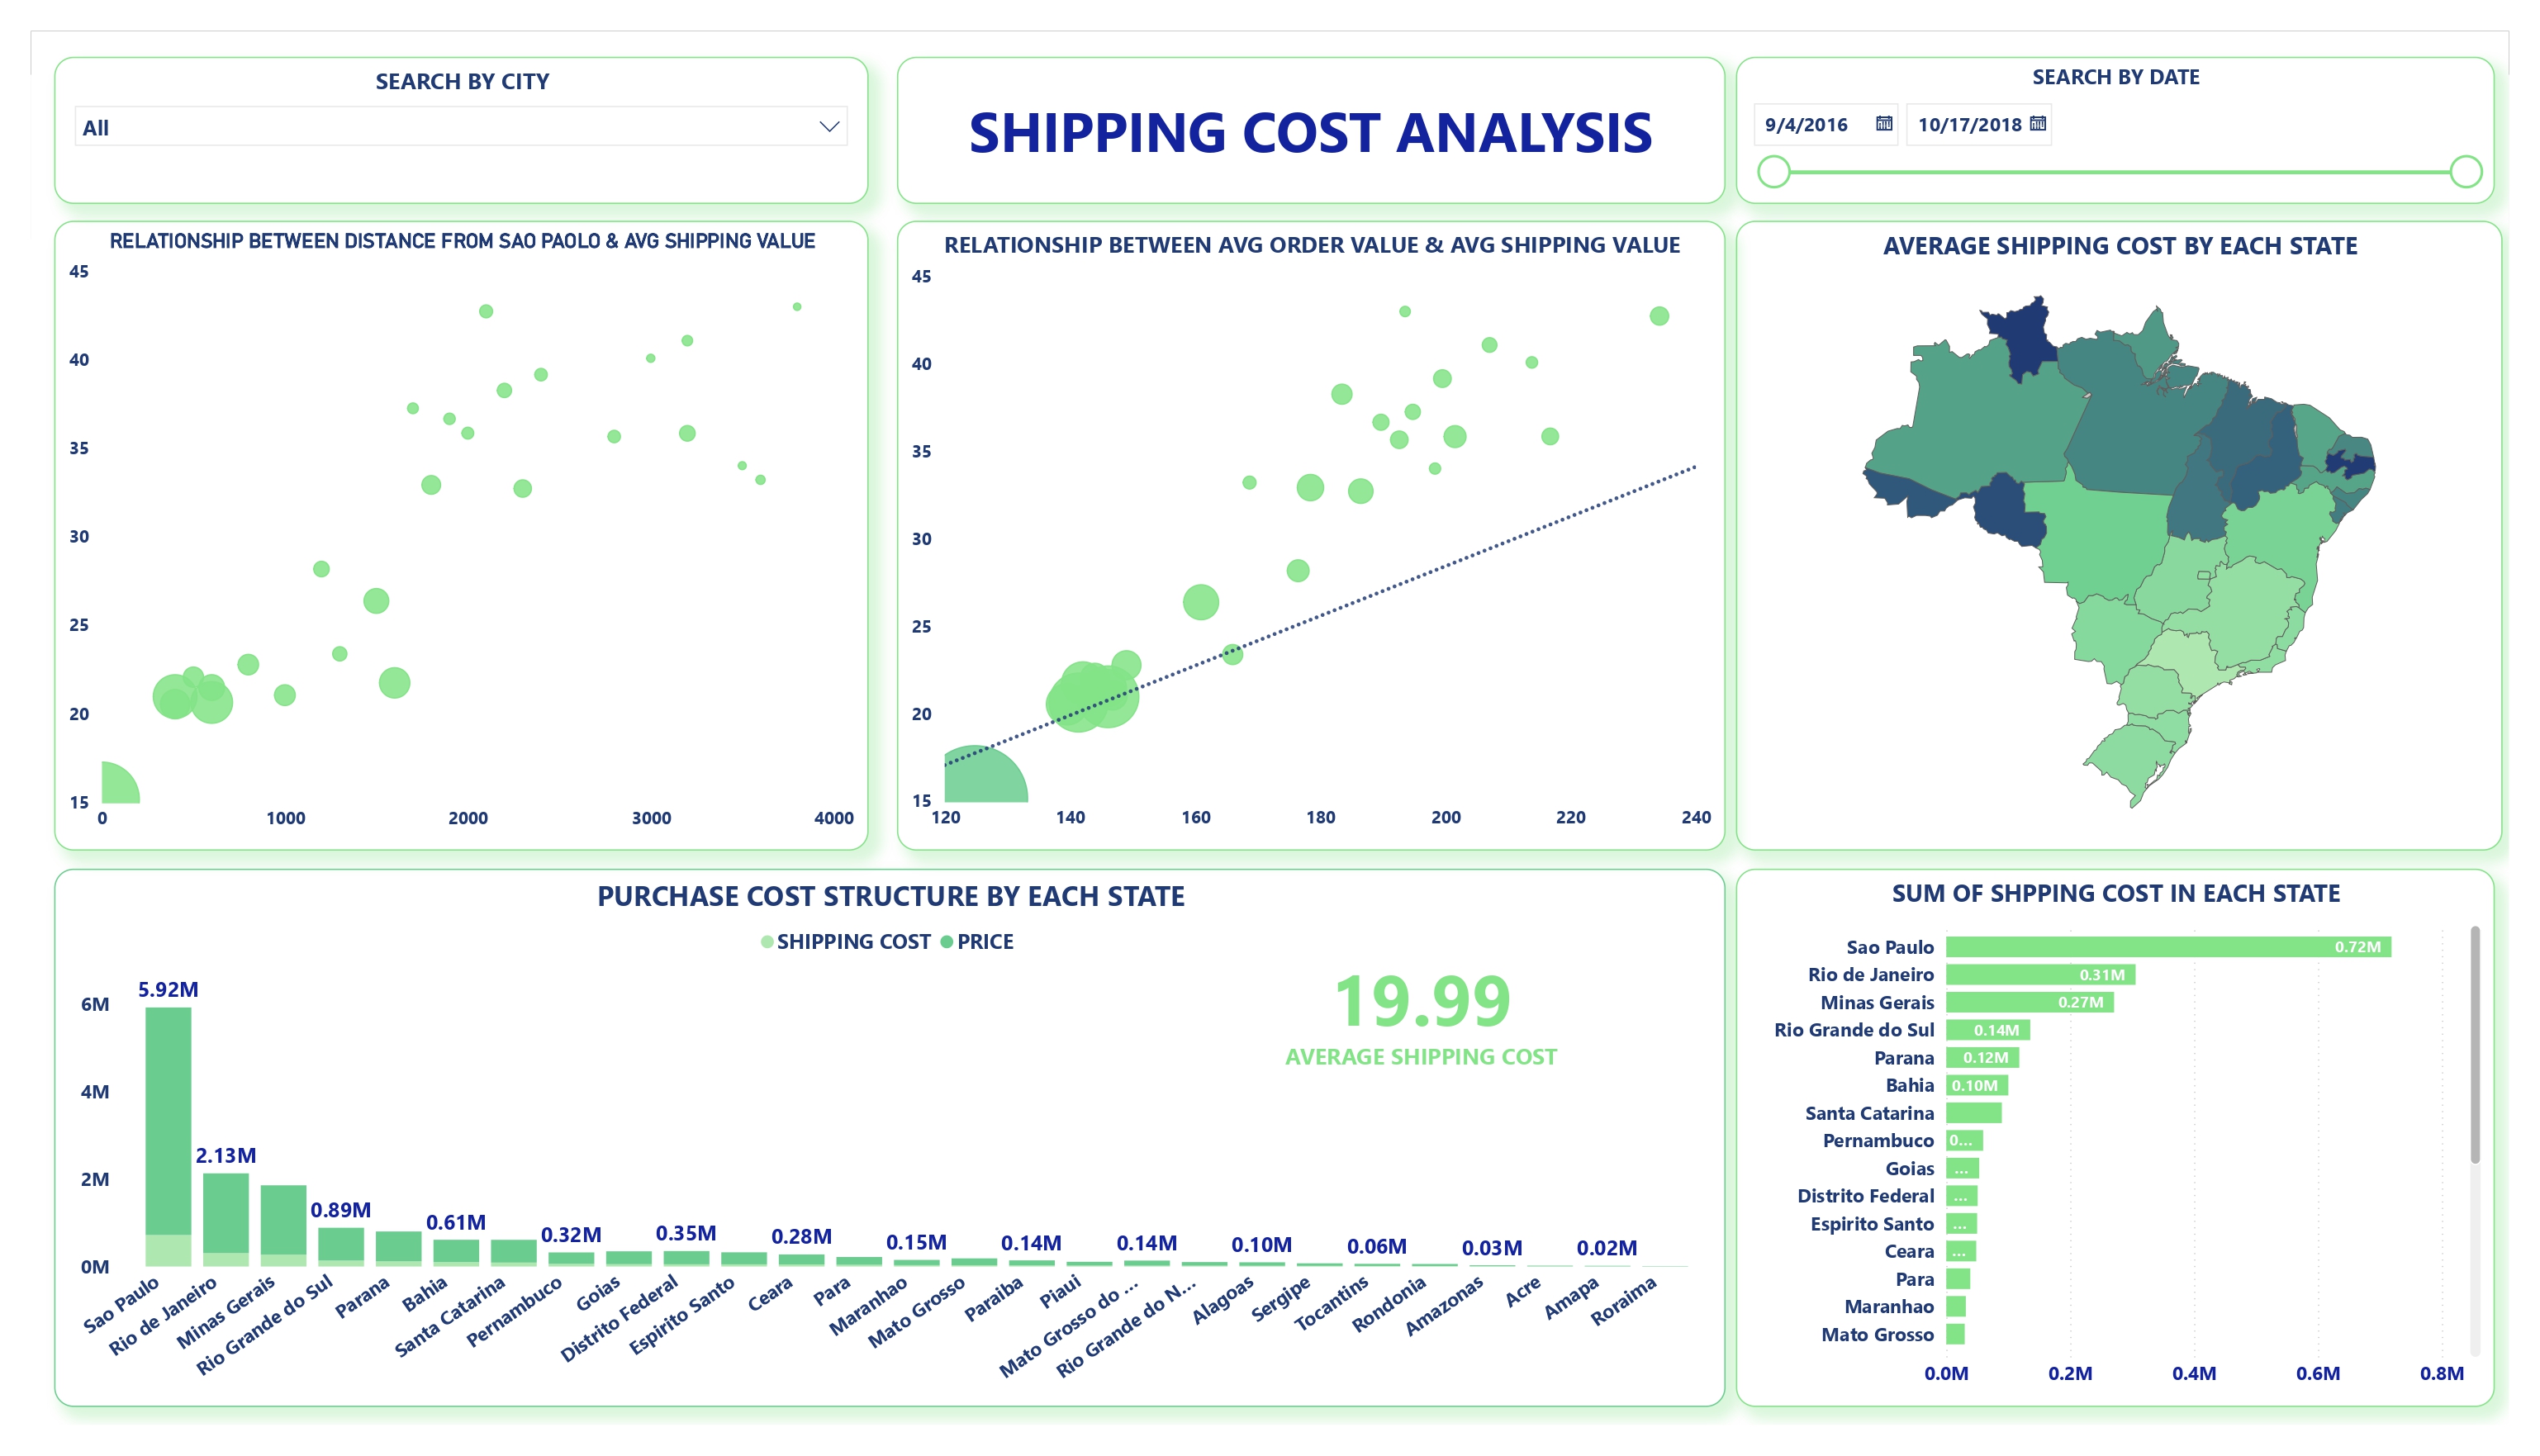 SEARCH BY CITY
All
SHIPPING COST ANALYSIS
SEARCH BY DATE
9/4/2016
10/17/2018
RELATIONSHIP BETWEEN DISTANCE FROM SAO PAOLO & AVG SHIPPING VALUE
45
40
35
30
25
20
15
0 1000 2000 3000 4000
RELATIONSHIP BETWEEN AVG ORDER VALUE & AVG SHIPPING VALUE
45
40
35
30
25
20
15
120 140 160 180 200 220 240
AVERAGE SHIPPING COST BY EACH STATE
PURCHASE COST STRUCTURE BY EACH STATE
SHIPPING COST PRICE
19.99
AVERAGE SHIPPING COST
6M
4M
2M
0M
5.92M
2.13M
0.89M
0.61M
0.32M
0.35M
0.28M
0.15M
0.14M
0.14M
0.10M
0.06M
0.03M
0.02M
Sao Paulo
Rio de Janeiro
Minas Gerais
Rio Grande do Sul
Parana
Bahia
Santa Catarina
Pernambuco
Goias
Distrito Federal
Espirito Santo
Ceara
Para
Maranhao
Mato Grosso
Paraiba
Piaui
Mato Grosso do ...
Rio Grande do N...
Alagoas
Sergipe
Tocantins
Rondonia
Amazonas
Acre
Amapa
Roraima
SUM OF SHPPING COST IN EACH STATE
Sao Paulo 0.72M
Rio de Janeiro 0.31M
Minas Gerais 0.27M
Rio Grande do Sul 0.14M
Parana 0.12M
Bahia 0.10M
Santa Catarina
Pernambuco 0...
Goias ...
Distrito Federal ...
Espirito Santo ...
Ceara ...
Para
Maranhao
Mato Grosso
0.0M 0.2M 0.4M 0.6M 0.8M